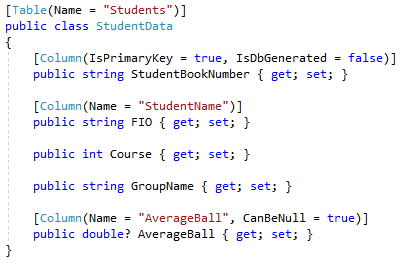 [Table(Name = "Students")]
public class StudentData
{
    [Column(IsPrimaryKey = true, IsDbGenerated = false)]
    public string StudentBookNumber { get; set; }
    [Column(Name = "StudentName")]
    public string FIO { get; set; }
    public int Course { get; set; }
    public string GroupName { get; set; }
    [Column(Name = "AverageBall", CanBeNull = true)]
    public double? AverageBall { get; set; }
}